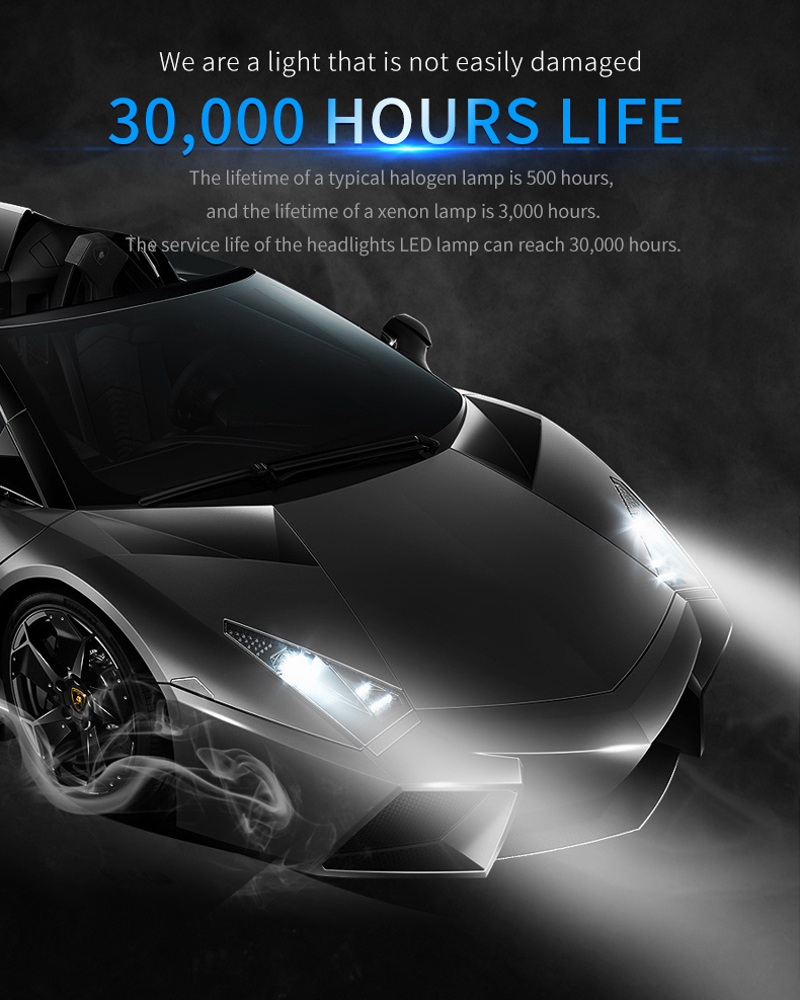 We are a light that is not easily damaged
30,000 HOURS LIFE
The lifetime of a typical halogen lamp is 500 hours,
and the lifetime of a xenon lamp is 3,000 hours.
The service life of the headlights LED lamp can reach 30,000 hours.